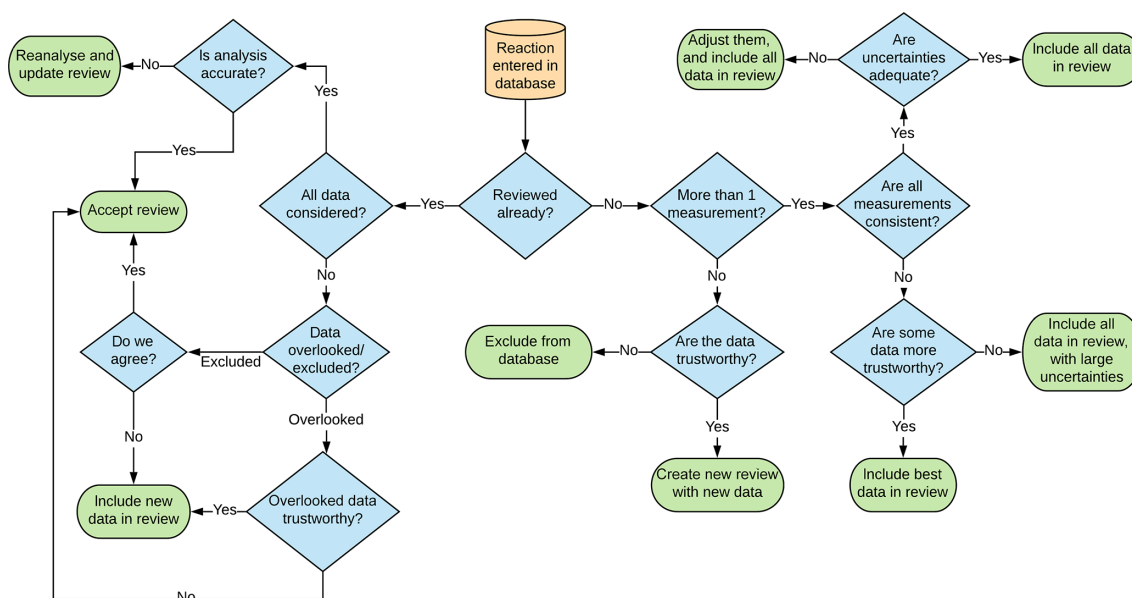 Reanalyse and
update review
No
Is analysis
accurate?
Yes
Yes
Reaction
entered in
database
Adjust them,
and include all
data in review
No
Are
uncertainties
adequate?
Yes
Include all data
in review
Yes
Accept review
All data
considered?
Yes
Reviewed
already?
No
More than 1
measurement?
Yes
Are all
measurements
consistent?
Yes
No
No
No
Do we
agree?
Excluded
Data
overlooked/
excluded?
Exclude from
database
No
Are the data
trustworthy?
Are some
data more
trustworthy?
No
Include all
data in review,
with large
uncertainties
No
Overlooked
Yes
Yes
Include new
data in review
Yes
Overlooked data
trustworthy?
Create new review
with new data
Include best
data in review
No